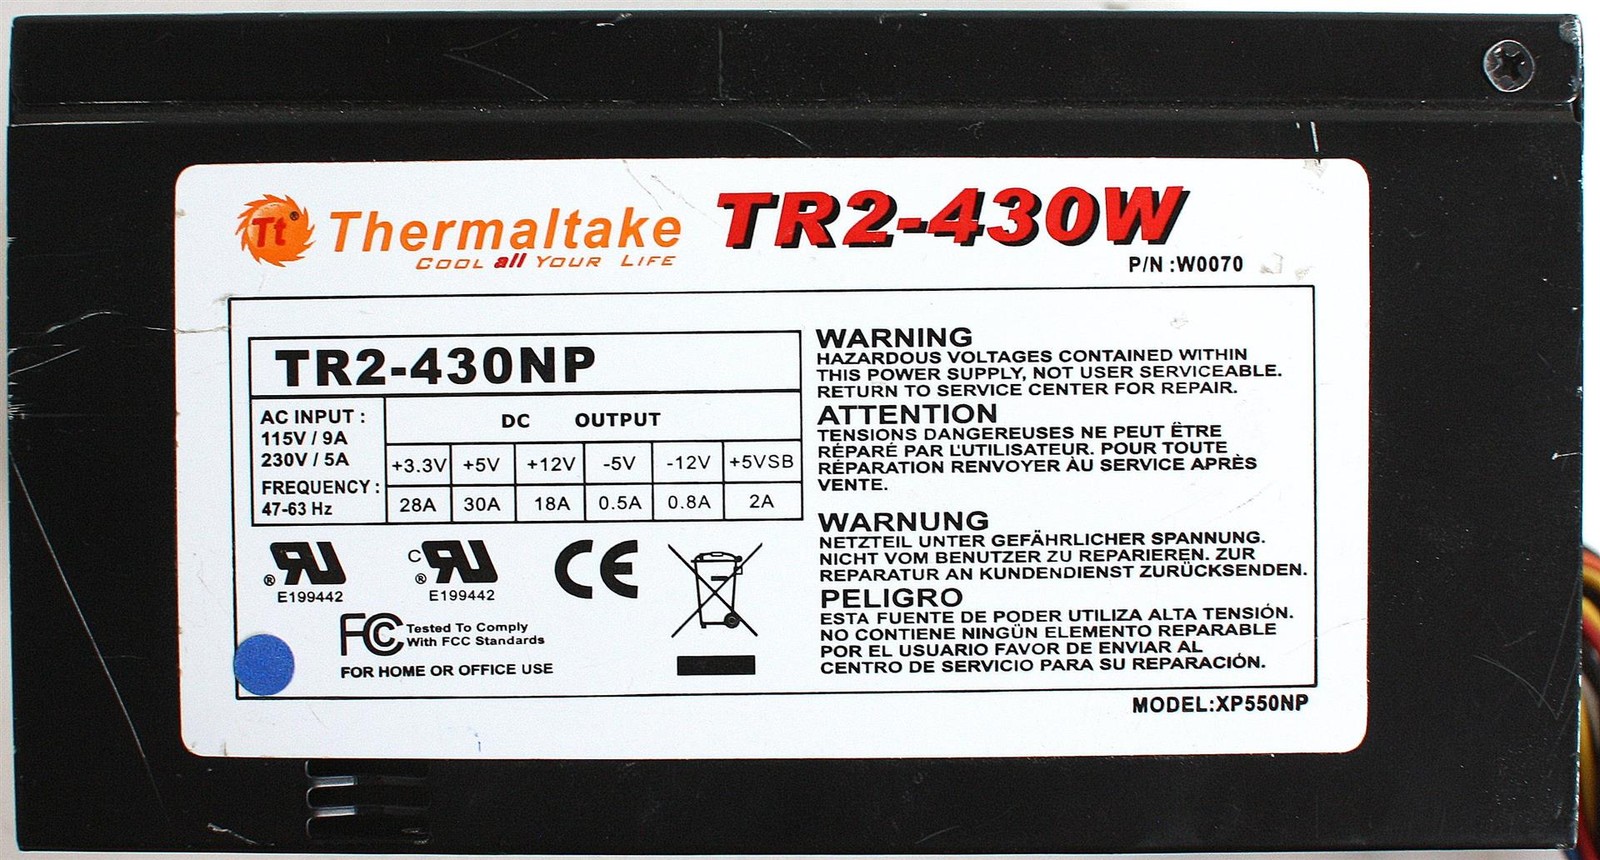 Tt® Thermaltake
COOL all YOUR LIFE
TR2-430W
P/N :W0070
TR2-430NP
AC INPUT :
115V / 9A
230V / 5A
FREQUENCY :
47-63 Hz
DC OUTPUT
+3.3V +5V +12V -5V -12V +5VSB
28A 30A 18A 0.5A 0.8A 2A
WARNING
HAZARDOUS VOLTAGES CONTAINED WITHIN
THIS POWER SUPPLY, NOT USER SERVICEABLE.
RETURN TO SERVICE CENTER FOR REPAIR.
ATTENTION
TENSIONS DANGEREUSES NE PEUT ÊTRE
RÉPARÉ PAR L'UTILISATEUR. POUR TOUTE
RÉPARATION RENVOYER ÀU SERVICE APRÈS
VENTE.
WARNUNG
NETZTEIL UNTER GEFÄHRLICHER SPANNUNG.
NICHT VOM BENUTZER ZU REPARIEREN. ZUR
REPARATUR AN KUNDENDIENST ZURÜCKSENDEN.
PELIGRO
ESTA FUENTE DE PODER UTILIZA ALTA TENSIÓN.
NO CONTIENE NINGÜN ELEMENTO REPARABLE
POR EL USUARIO FAVOR DE ENVIAR AL
CENTRO DE SERVICIO PARA SU REPARACIÓN.
® RU
E199442
C ® RU
E199442
CE
FC Tested To Comply
With FCC Standards
FOR HOME OR OFFICE USE
MODEL:XP550NP